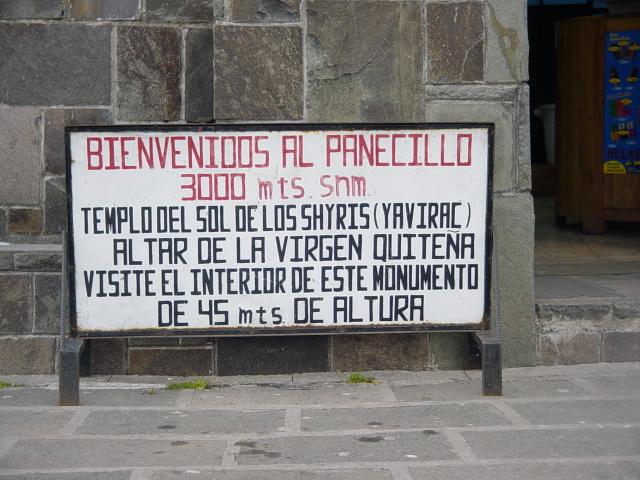 BIENVENIDOS AL PANECILLO
3000 mts. snm.
TEMPLO DEL SOL DE LOS SHYRIS (YAVIRAC)
ALTAR DE LA VIRGEN QUITEÑA
VISITE EL INTERIOR DE ESTE MONUMENTO
DE 45 mts. DE ALTURA